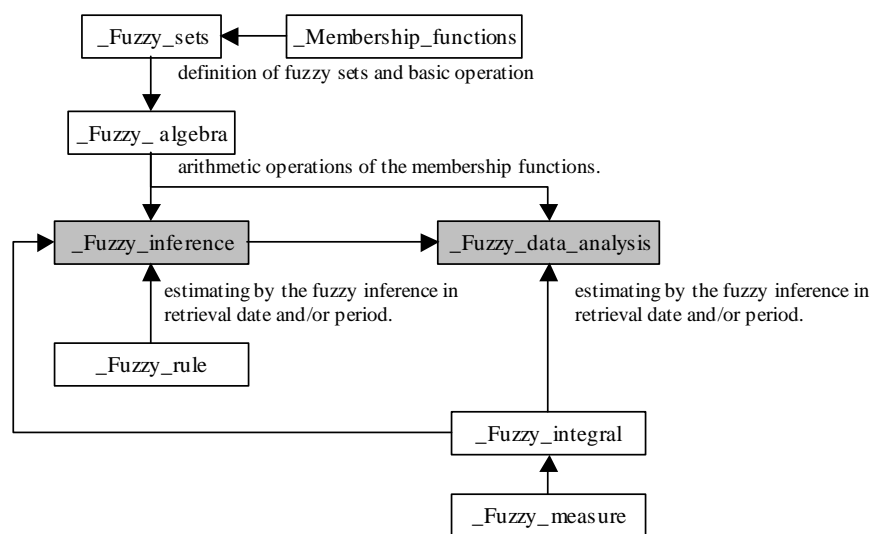 _Fuzzy_sets
_Membership_functions
definition of fuzzy sets and basic operation
_Fuzzy_ algebra
arithmetic operations of the membership functions.
_Fuzzy_inference
_Fuzzy_data_analysis
estimating by the fuzzy inference in
retrieval date and/or period.
estimating by the fuzzy inference in
retrieval date and/or period.
_Fuzzy_rule
_Fuzzy_integral
_Fuzzy_measure